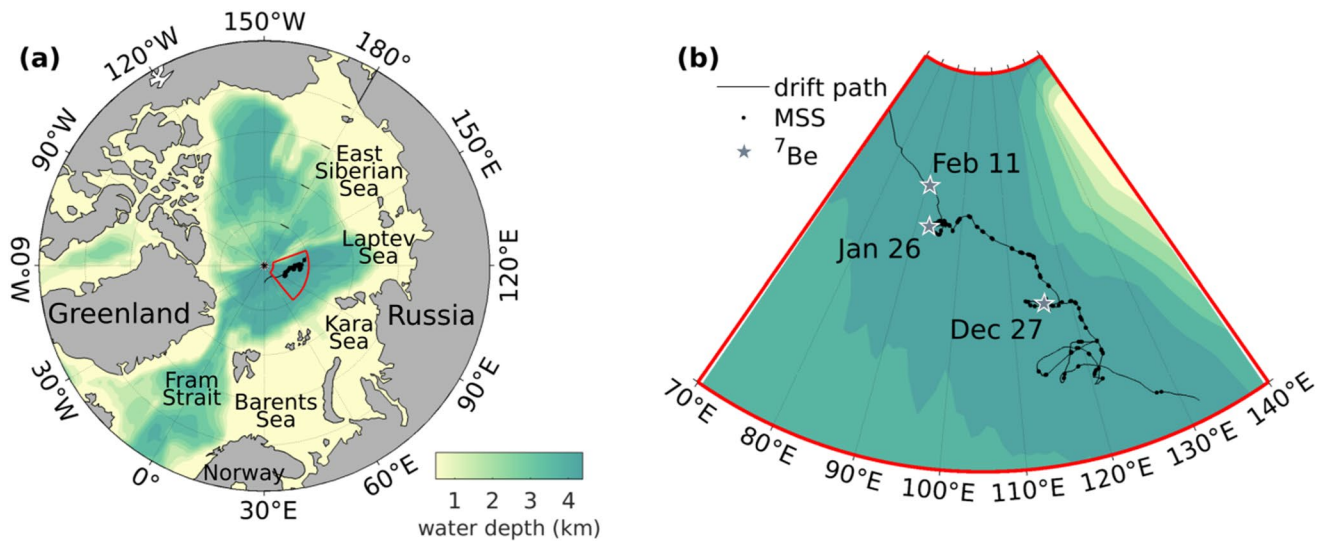 (a)
150°W
120°W
180°
90°W
150°E
East
Siberian
Sea
Laptev
Sea
60°W
120°E
Greenland
Kara
Sea
Russia
Fram
Strait
Barents
Sea
30°W
90°E
Norway
0°
60°E
30°E
1 2 3 4
water depth (km)
(b)
drift path
MSS
⁷Be
Feb 11
Jan 26
Dec 27
70°E
80°E
90°E
100°E
110°E
120°E
130°E
140°E